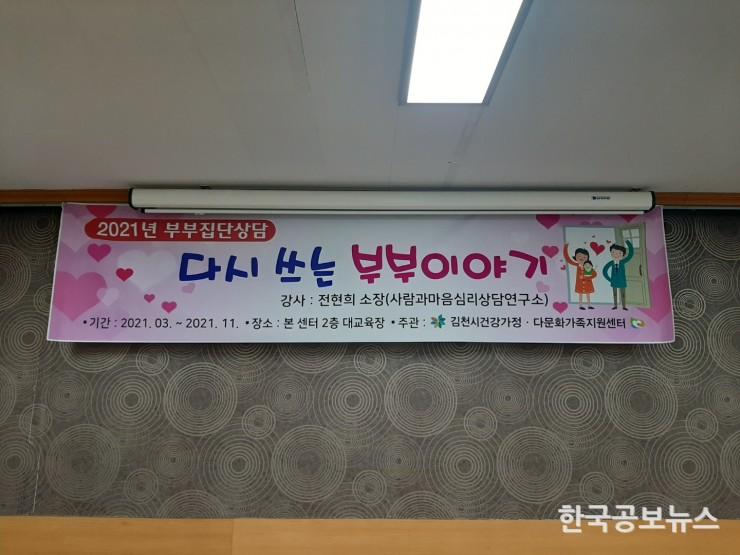 2021년 부부집단상담
다시 쓰는 부부이야기
강사 : 전현희 소장(사람과마음심리상담연구소)
•기간 : 2021. 03. ~ 2021. 11. •장소 : 본 센터 2층 대교육장 •주관 : 김천시건강가정 · 다문화가족지원센터
한국공보뉴스